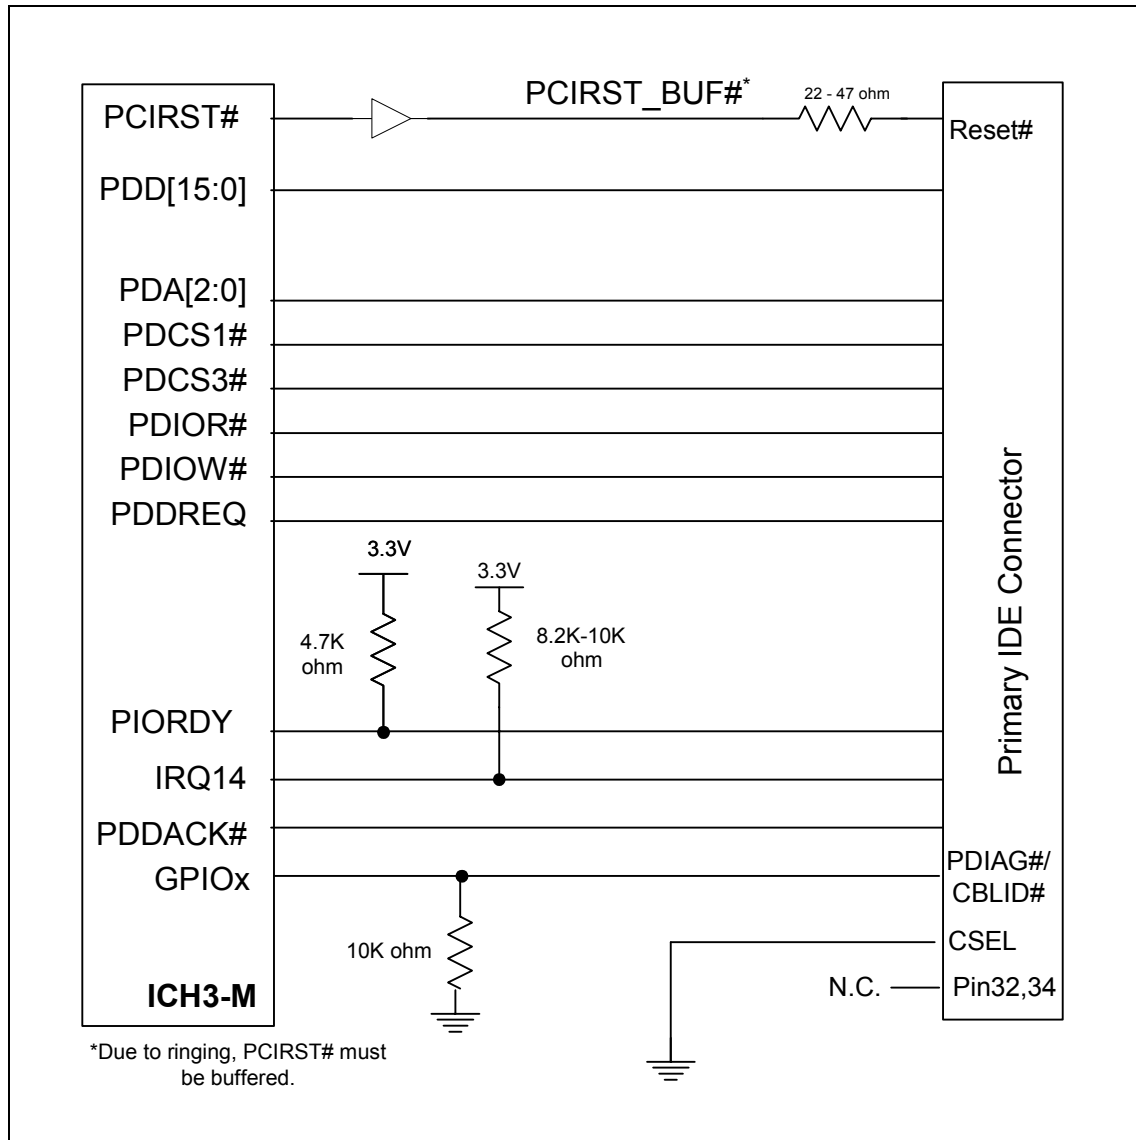 PCIRST#
PCIRST_BUF#*
22 - 47 ohm
Reset#
PDD[15:0]
PDA[2:0]
PDCS1#
PDCS3#
PDIOR#
PDIOW#
PDDREQ
3.3V
3.3V
4.7K
ohm
8.2K-10K
ohm
Primary IDE Connector
PIORDY
IRQ14
PDDACK#
GPIOx
PDIAG#/
CBLID#
10K ohm
CSEL
N.C.
Pin32,34
ICH3-M
*Due to ringing, PCIRST# must
be buffered.